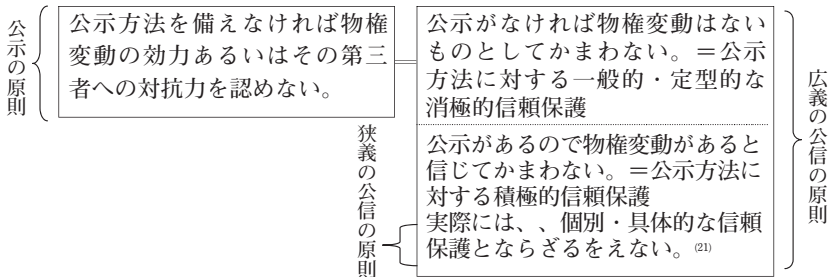 公示の原則
公示方法を備えなければ物権
変動の効力あるいはその第三
者への対抗力を認めない。
公示がなければ物権変動はない
ものとしてかまわない。＝公示
方法に対する一般的・定型的な
消極的信頼保護
公示があるので物権変動があると
信じてかまわない。＝公示方法に
対する積極的信頼保護
実際には、、個別・具体的な信頼
保護とならざるをえない。(21)
狭義の公信の原則
広義の公信の原則